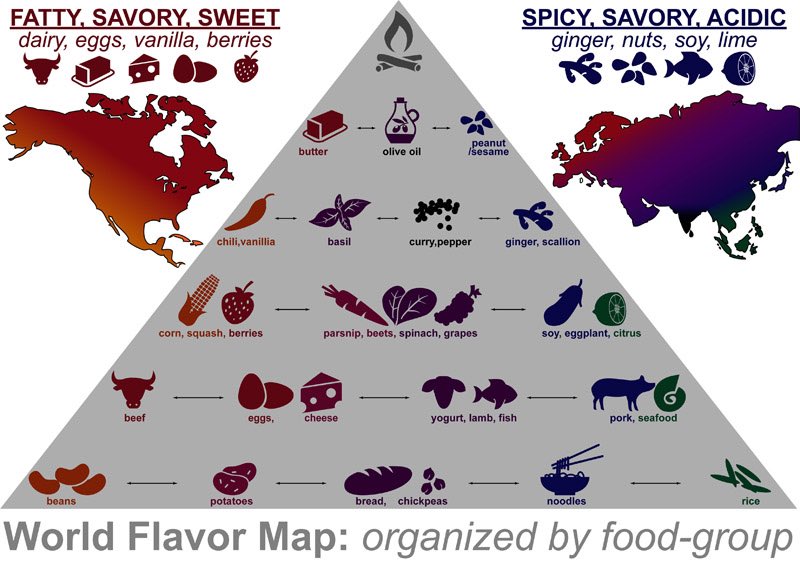 FATTY, SAVORY, SWEET
dairy, eggs, vanilla, berries
SPICY, SAVORY, ACIDIC
ginger, nuts, soy, lime
butter
olive oil
peanut
/sesame
chili,vanillia
basil
curry,pepper
ginger, scallion
corn, squash, berries
parsnip, beets, spinach, grapes
soy, eggplant, citrus
beef
eggs,
cheese
yogurt, lamb, fish
pork, seafood
beans
potatoes
bread,
chickpeas
noodles
rice
World Flavor Map: organized by food-group